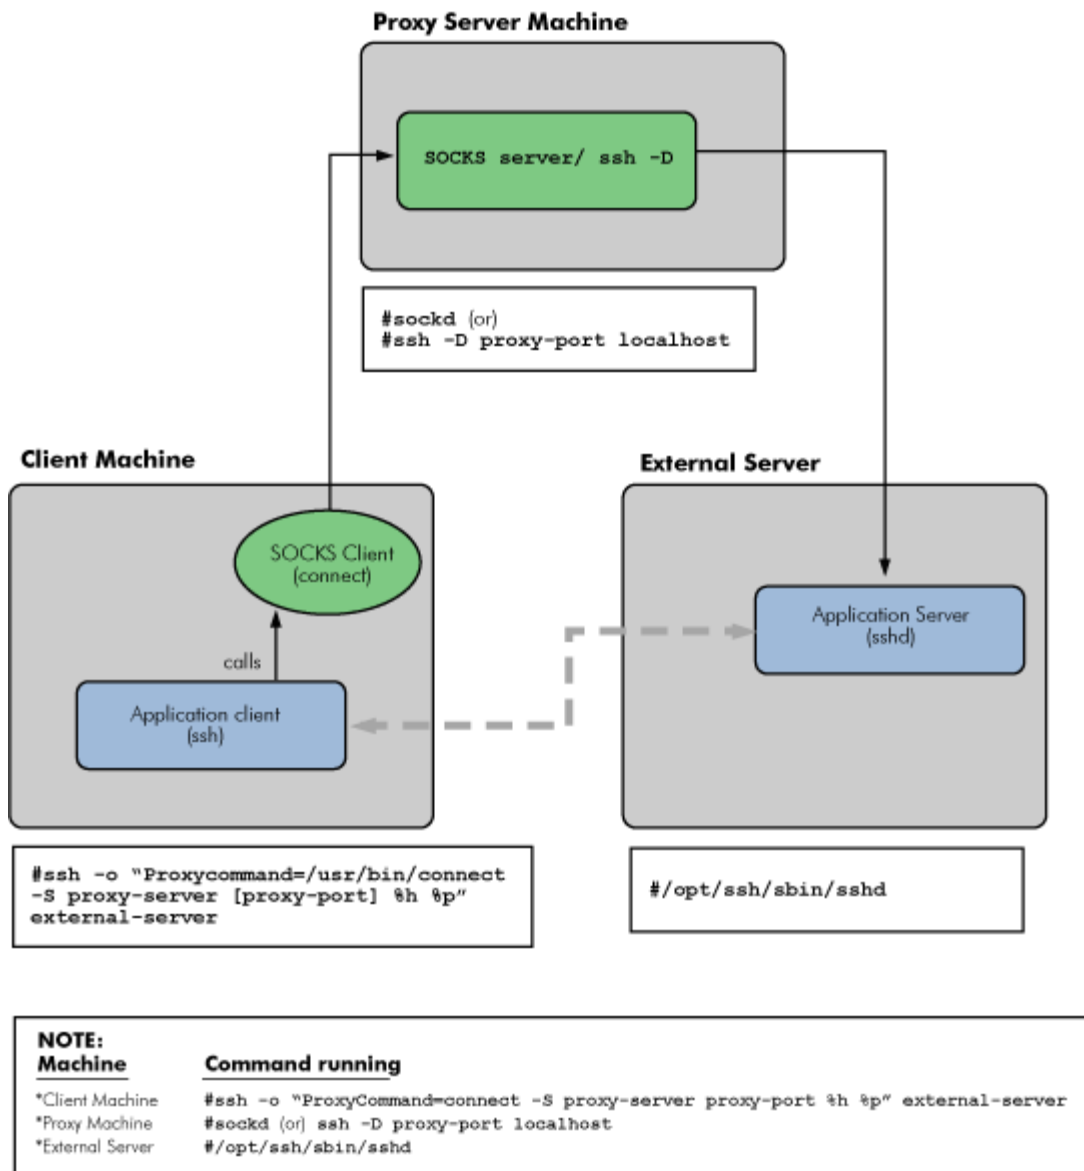 Proxy Server Machine
SOCKS server/ ssh -D
#sockd (or)
#ssh -D proxy-port localhost
Client Machine
External Server
SOCKS Client
(connect)
Application Server
(sshd)
calls
Application client
(ssh)
#ssh -o “Proxycommand=/usr/bin/connect
-S proxy-server [proxy-port] %h %p”
external-server
#/opt/ssh/sbin/sshd
NOTE:
Machine Command running
*Client Machine #ssh -o “ProxyCommand=connect -S proxy-server proxy-port %h %p” external-server
*Proxy Machine #sockd (or) ssh -D proxy-port localhost
*External Server #/opt/ssh/sbin/sshd